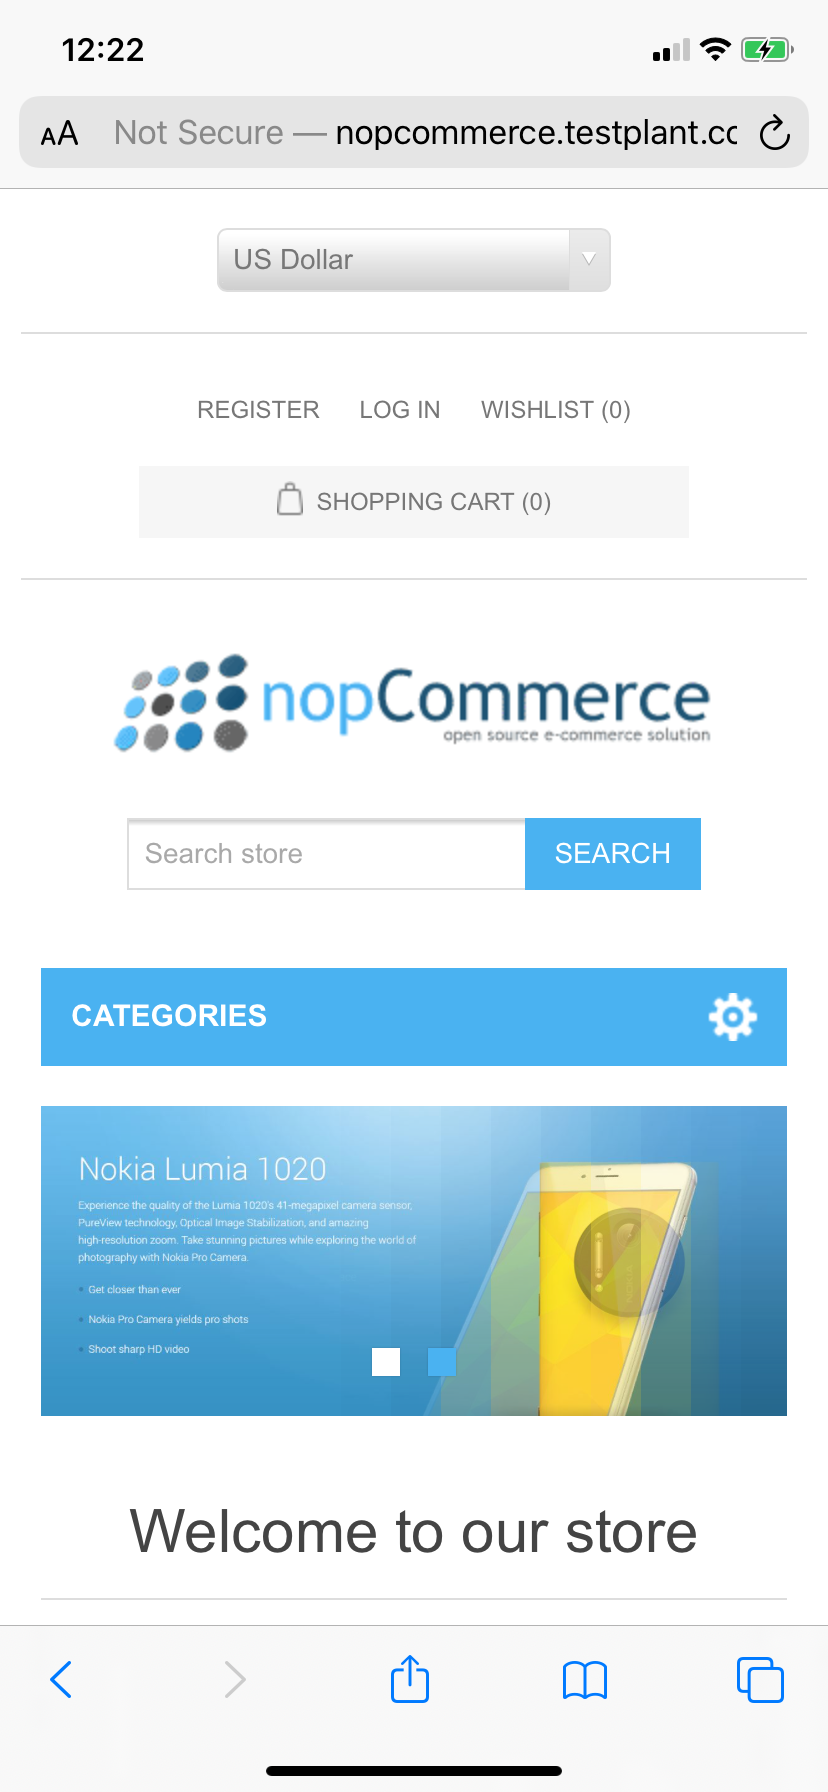 12:22
AA Not Secure — nopcommerce.testplant.cc
US Dollar
REGISTER LOG IN WISHLIST (0)
SHOPPING CART (0)
nopCommerce
open source e-commerce solution
Search store SEARCH
CATEGORIES
Nokia Lumia 1020
Experience the quality of the Lumia 1020's 41-megapixel camera sensor,
PureView technology, Optical Image Stabilization, and amazing
high-resolution zoom. Take stunning pictures while exploring the world of
photography with Nokia Pro Camera.
• Get closer than ever
• Nokia Pro Camera yields pro shots
• Shoot sharp HD video
NOKIA
Welcome to our store